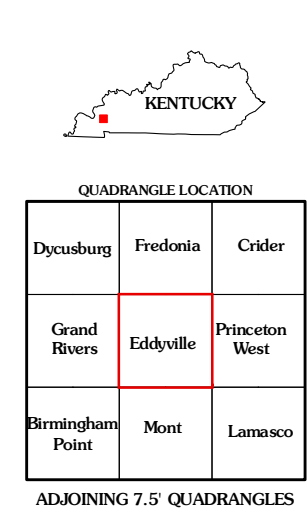 KENTUCKY
QUADRANGLE LOCATION
Dycusburg
Fredonia
Crider
Grand
Rivers
Eddyville
Princeton
West
Birmingham
Point
Mont
Lamasco
ADJOINING 7.5' QUADRANGLES